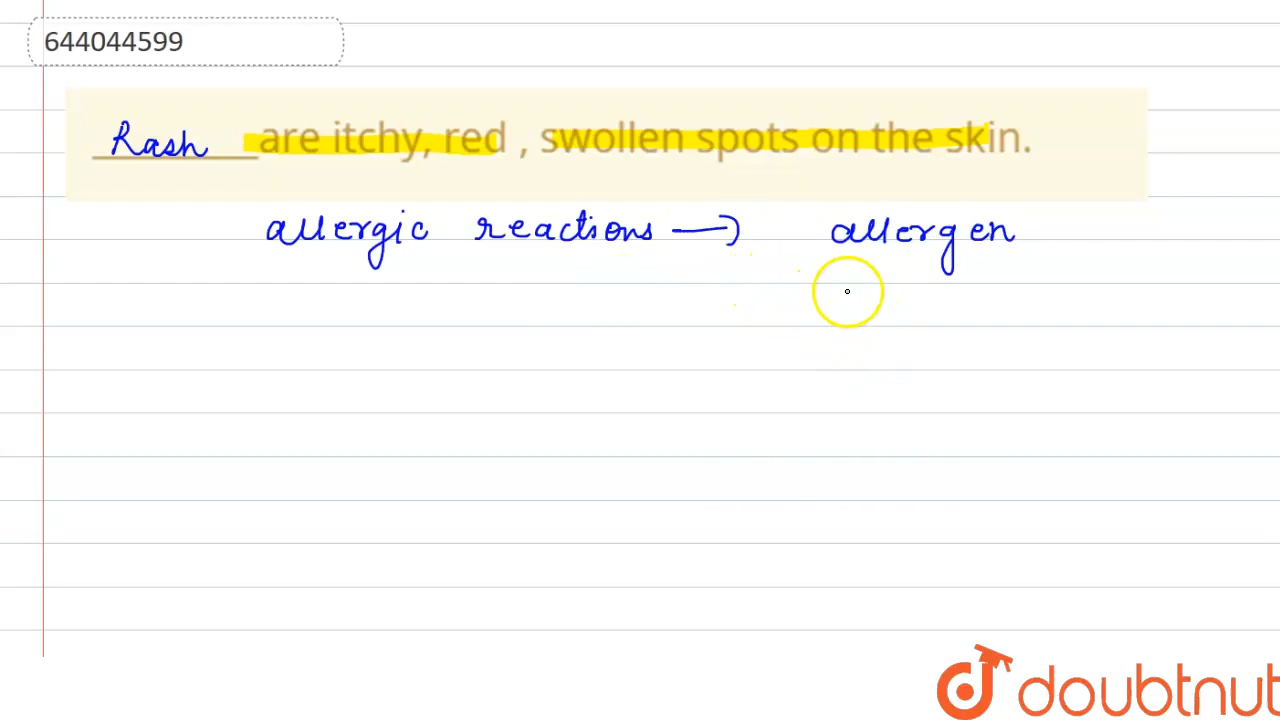 644044599
Rash are itchy, red , swollen spots on the skin.
allergic reactions → allergen
doubtnut